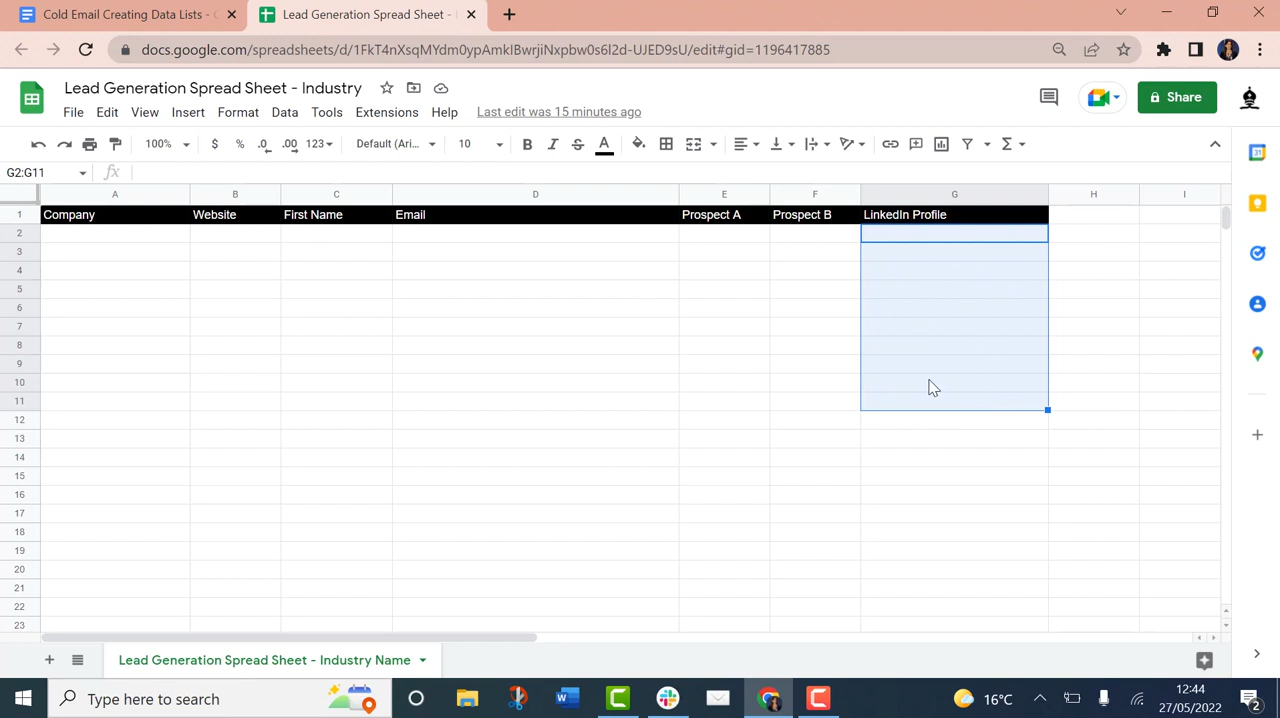 Cold Email Creating Data Lists -
Lead Generation Spread Sheet -
docs.google.com/spreadsheets/d/1FkT4nXsqMYdm0ypAmkIBwrjiNxpbw0s6I2d-UJED9sU/edit#gid=1196417885
Lead Generation Spread Sheet - Industry
File Edit View Insert Format Data Tools Extensions Help Last edit was 15 minutes ago
Share
100% $ % .0 .00 123 Default (Ari... 10 B I S A
G2:G11 fx
A B C D E F G H I
1 Company Website First Name Email Prospect A Prospect B LinkedIn Profile
2
3
4
5
6
7
8
9
10
11
12
13
14
15
16
17
18
19
20
21
22
23
Lead Generation Spread Sheet - Industry Name
Type here to search
16°C
12:44
27/05/2022
2